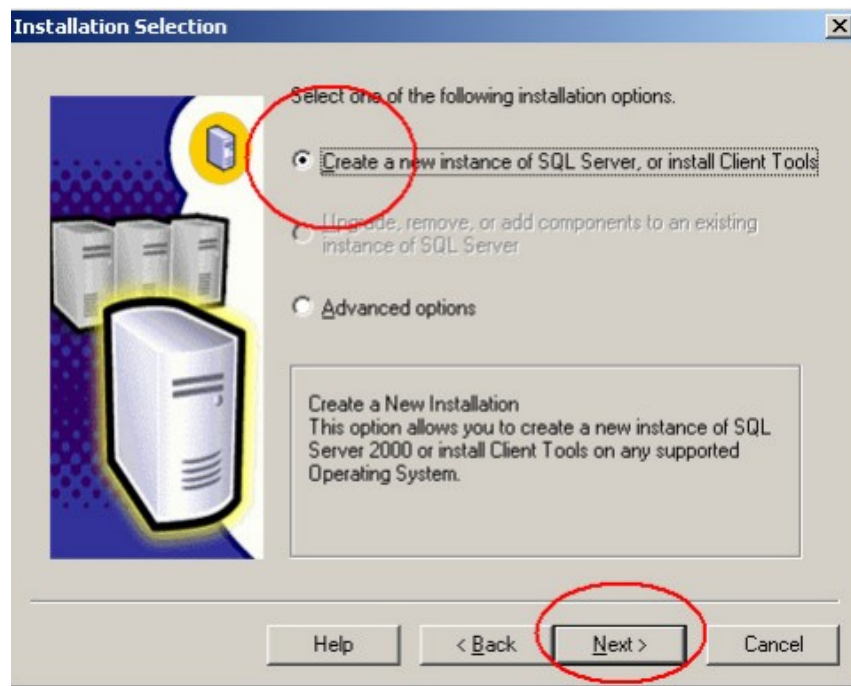 Installation Selection
Select one of the following installation options.
Create a new instance of SQL Server, or install Client Tools
Upgrade, remove, or add components to an existing
instance of SQL Server
Advanced options
Create a New Installation
This option allows you to create a new instance of SQL
Server 2000 or install Client Tools on any supported
Operating System.
Help
< Back
Next >
Cancel